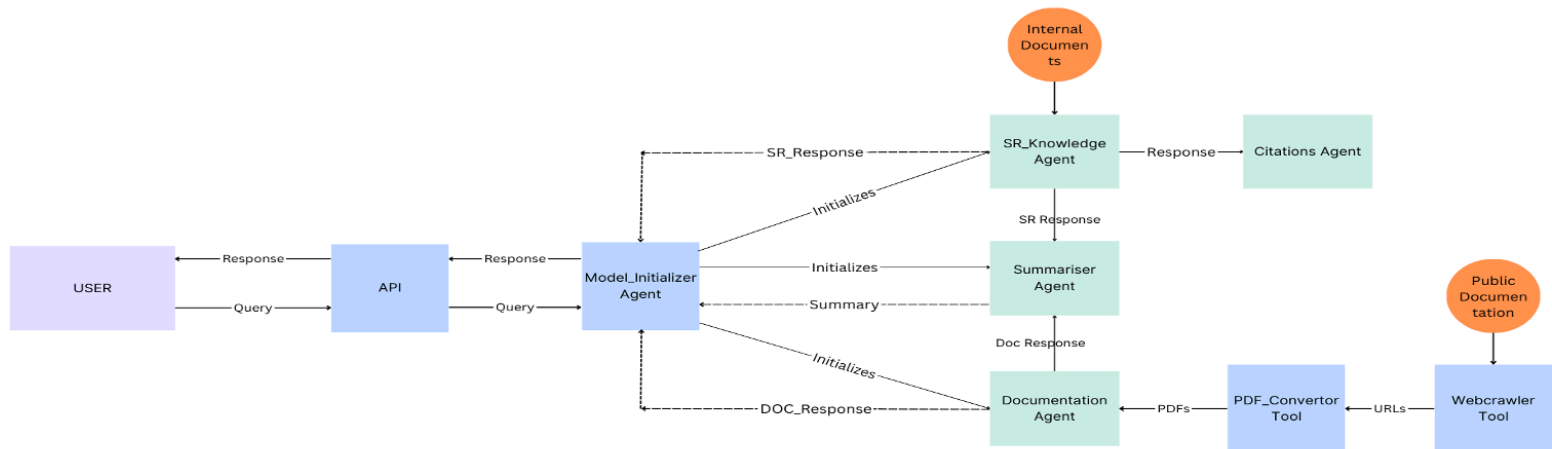 Internal
Documen
ts
SR_Knowledge
Agent
Response
Citations Agent
SR_Response
Initializes
SR Response
USER
Response
Query
API
Response
Query
Model_Initializer
Agent
Initializes
Summary
Summariser
Agent
Public
Documen
tation
Doc Response
Initializes
DOC_Response
Documentation
Agent
PDFs
PDF_Convertor
Tool
URLs
Webcrawler
Tool